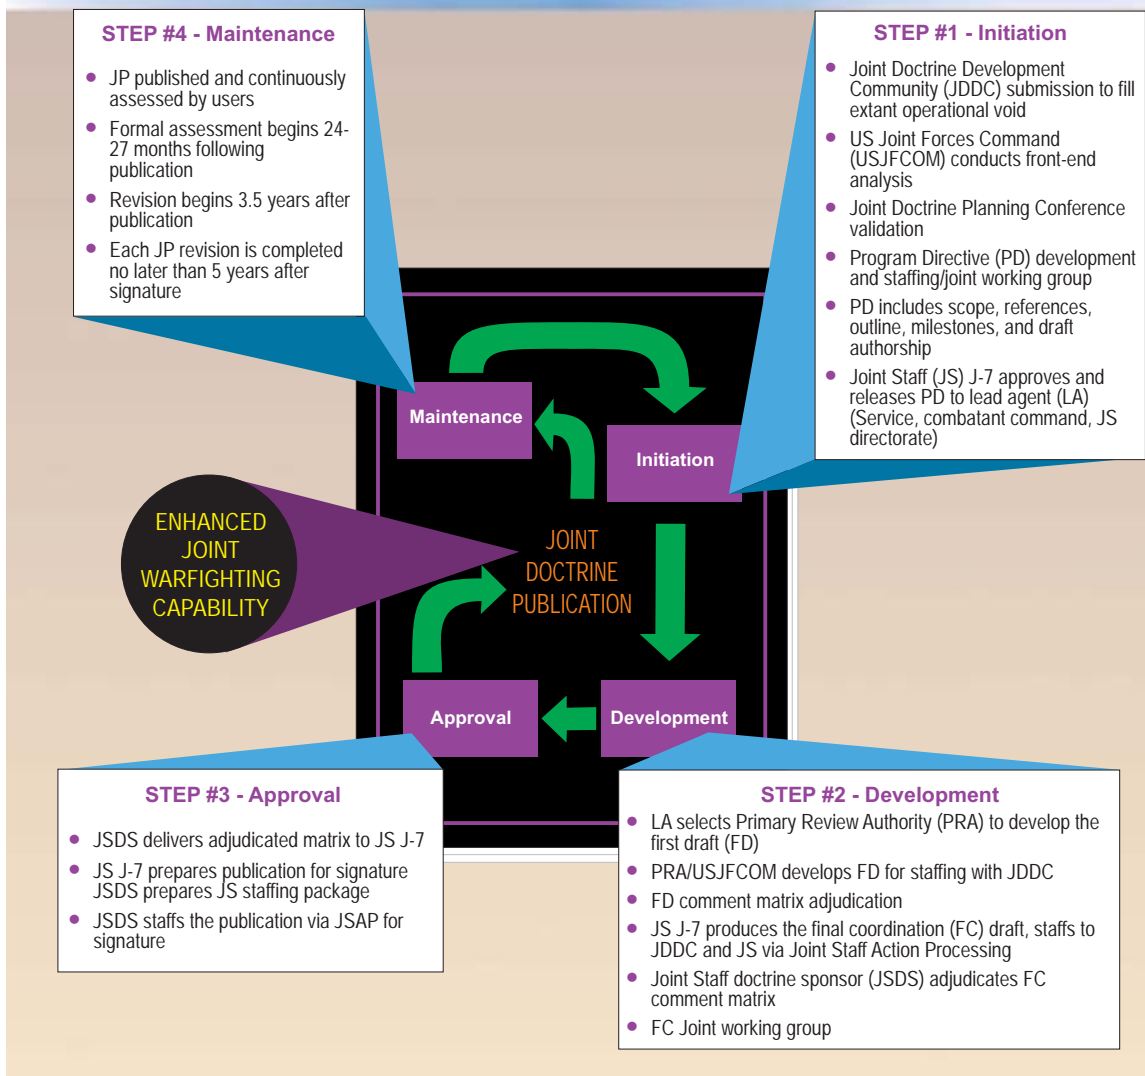 STEP #4 - Maintenance
• JP published and continuously
assessed by users
• Formal assessment begins 24-
27 months following
publication
• Revision begins 3.5 years after
publication
• Each JP revision is completed
no later than 5 years after
signature
STEP #1 - Initiation
• Joint Doctrine Development
Community (JDDC) submission to fill
extant operational void
• US Joint Forces Command
(USJFCOM) conducts front-end
analysis
• Joint Doctrine Planning Conference
validation
• Program Directive (PD) development
and staffing/joint working group
• PD includes scope, references,
outline, milestones, and draft
authorship
• Joint Staff (JS) J-7 approves and
releases PD to lead agent (LA)
(Service, combatant command, JS
directorate)
Maintenance
Initiation
ENHANCED
JOINT
WARFIGHTING
CAPABILITY
JOINT
DOCTRINE
PUBLICATION
Approval
Development
STEP #3 - Approval
• JSDS delivers adjudicated matrix to JS J-7
• JS J-7 prepares publication for signature
JSDS prepares JS staffing package
• JSDS staffs the publication via JSAP for
signature
STEP #2 - Development
• LA selects Primary Review Authority (PRA) to develop the
first draft (FD)
• PRA/USJFCOM develops FD for staffing with JDDC
• FD comment matrix adjudication
• JS J-7 produces the final coordination (FC) draft, staffs to
JDDC and JS via Joint Staff Action Processing
• Joint Staff doctrine sponsor (JSDS) adjudicates FC
comment matrix
• FC Joint working group